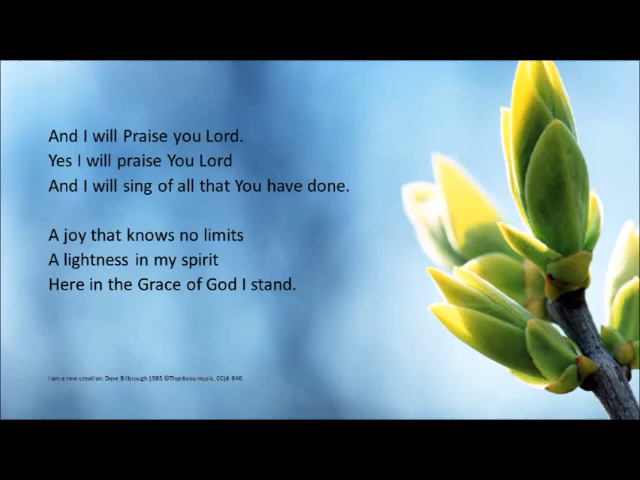 And I will Praise you Lord.
Yes I will praise You Lord
And I will sing of all that You have done.
A joy that knows no limits
A lightness in my spirit
Here in the Grace of God I stand.
I am a new creation. Dave Bilbrough 1983.©Thankyou music. CCL# 640.